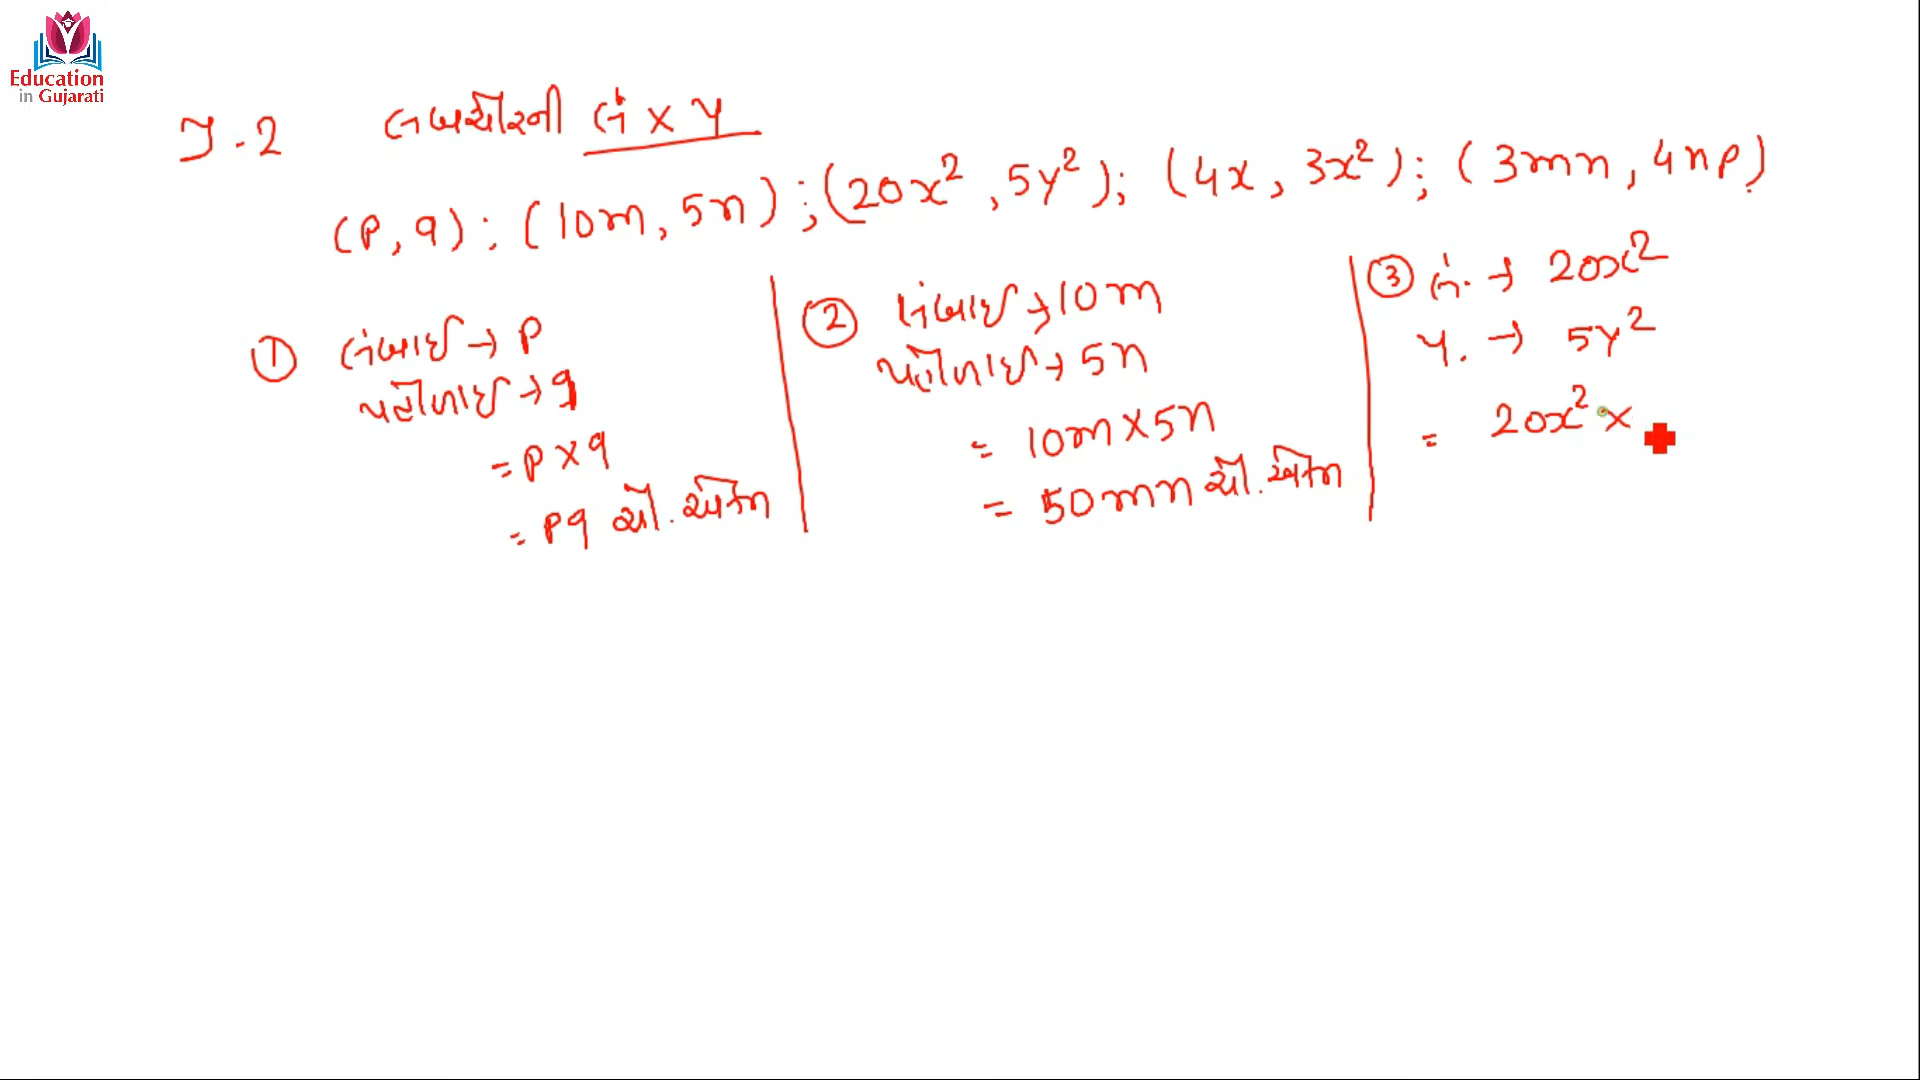 Education
in Gujarati
J.2 લંબચોરસની લં × પ
(P, q); (10m, 5n); (20x², 5y²); (4x, 3x²); (3mn, 4np)
① લંબાઈ → P
પહોળાઈ → q
= P × q
= Pq ચો. એકમ
② લંબાઈ → 10m
પહોળાઈ → 5n
= 10m × 5n
= 50mn ચો. એકમ
③ લં. → 20x²
પ. → 5y²
= 20x² ×